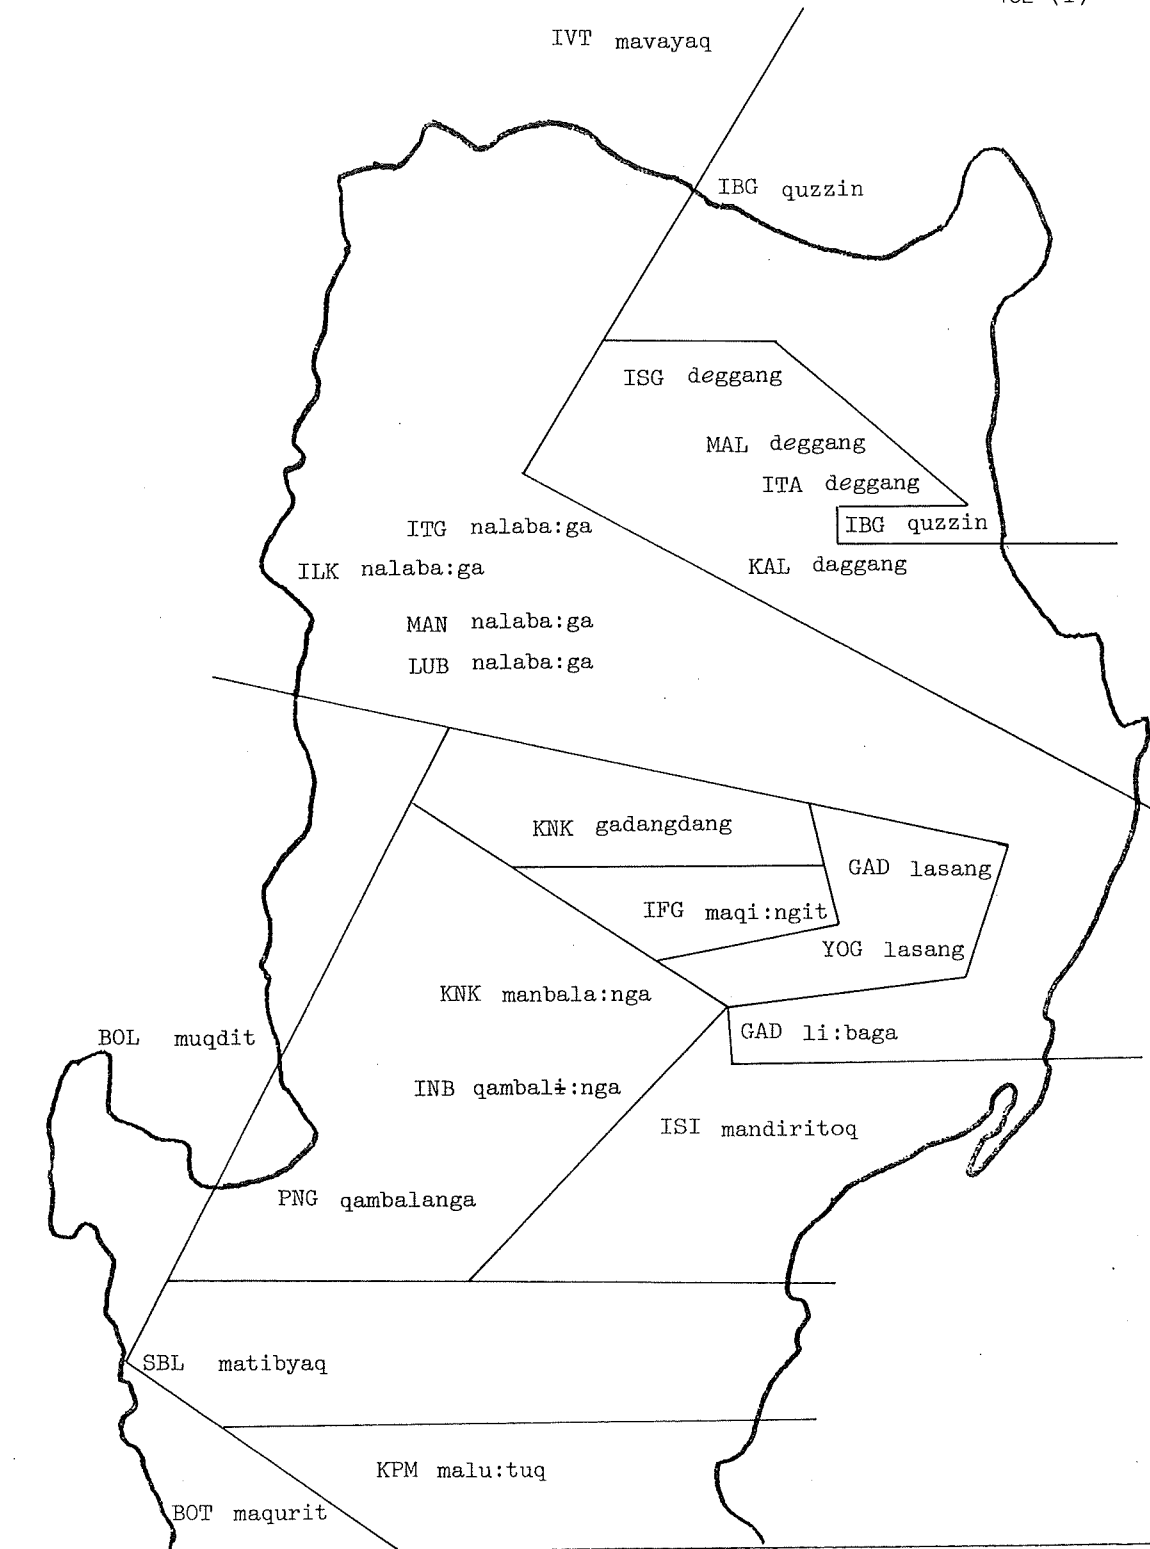 IVT mavayaq
IBG quzzin
ISG deggang
MAL deggang
ITA deggang
IBG quzzin
ITG nalaba:ga
ILK nalaba:ga
KAL daggang
MAN nalaba:ga
LUB nalaba:ga
KNK gadangdang
GAD lasang
IFG maqi:ngit
YOG lasang
KNK manbala:nga
BOL muqdit
GAD li:baga
INB qambalɨ:nga
ISI mandiritoq
PNG qambalanga
SBL matibyaq
KPM malu:tuq
BOT maqurit